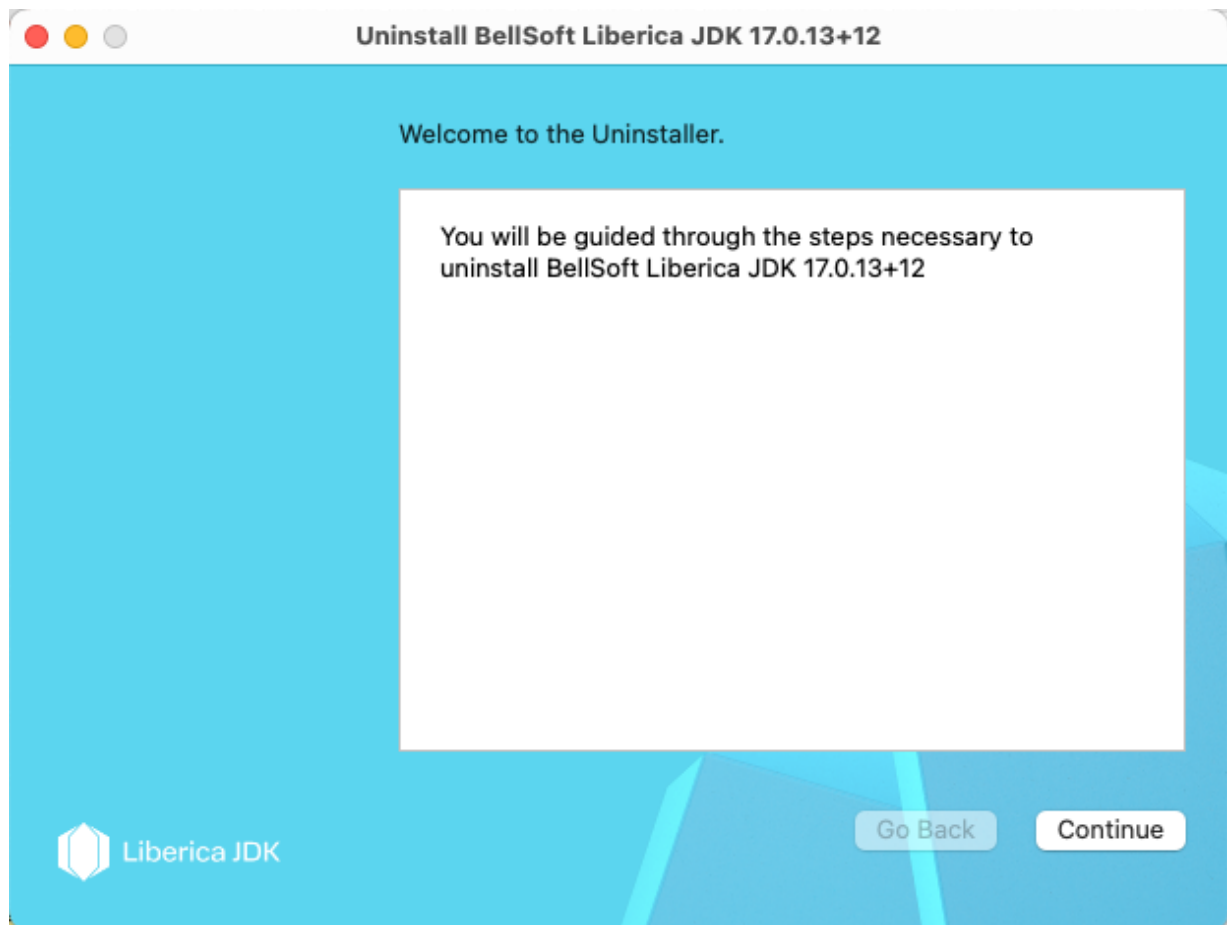 Uninstall BellSoft Liberica JDK 17.0.13+12
Welcome to the Uninstaller.
You will be guided through the steps necessary to
uninstall BellSoft Liberica JDK 17.0.13+12
Go Back
Continue
Liberica JDK